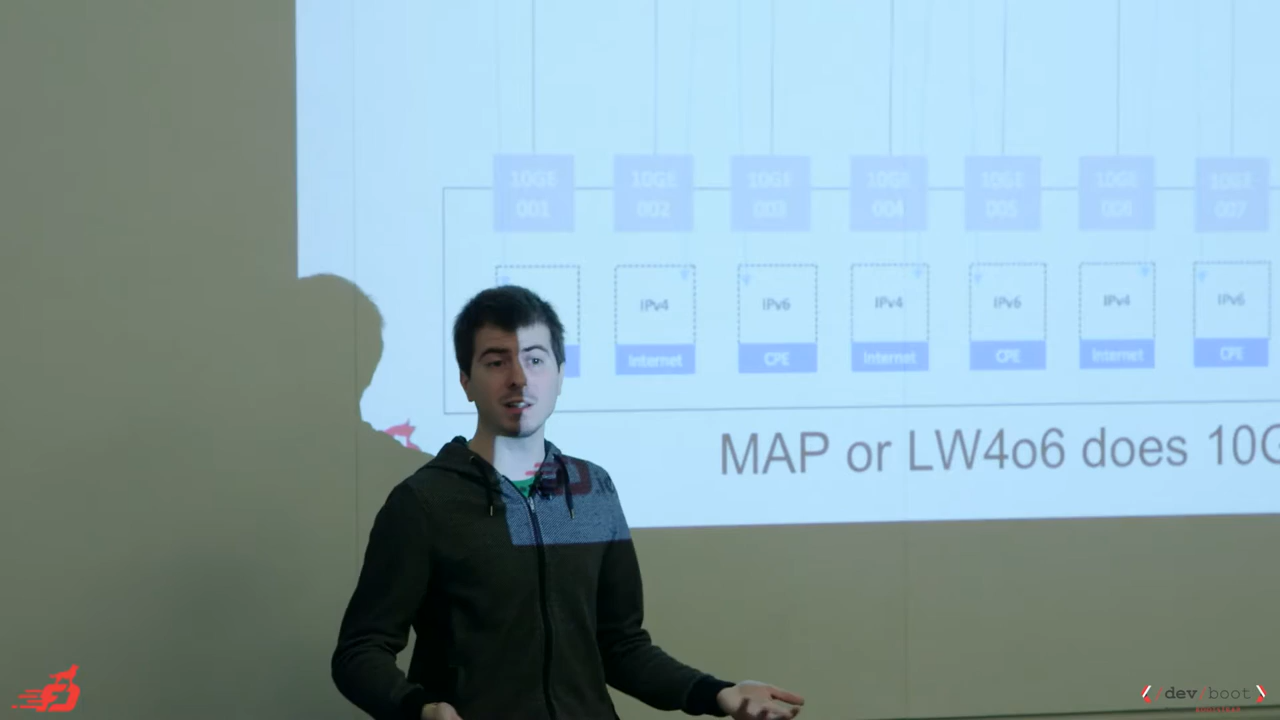 10GE 001
10GE 002
10GE 003
10GE 004
10GE 005
10GE 006
10GE 007
IPv4
IPv6
IPv4
IPv6
IPv4
IPv6
Internet
CPE
Internet
CPE
Internet
CPE
MAP or LW4o6 does 10G
dev/boot